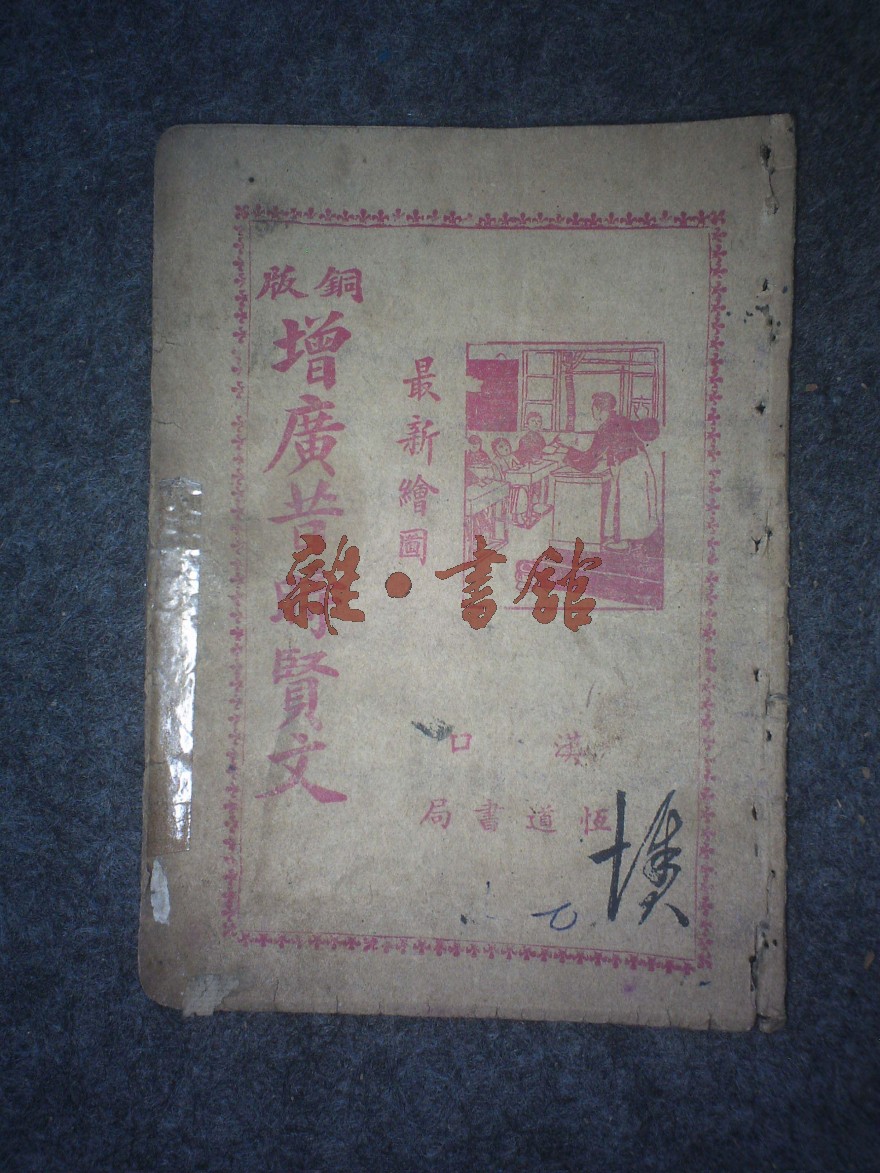 銅版
增廣昔時賢文
最新繪圖
漢口
恆道書局
雜·書館